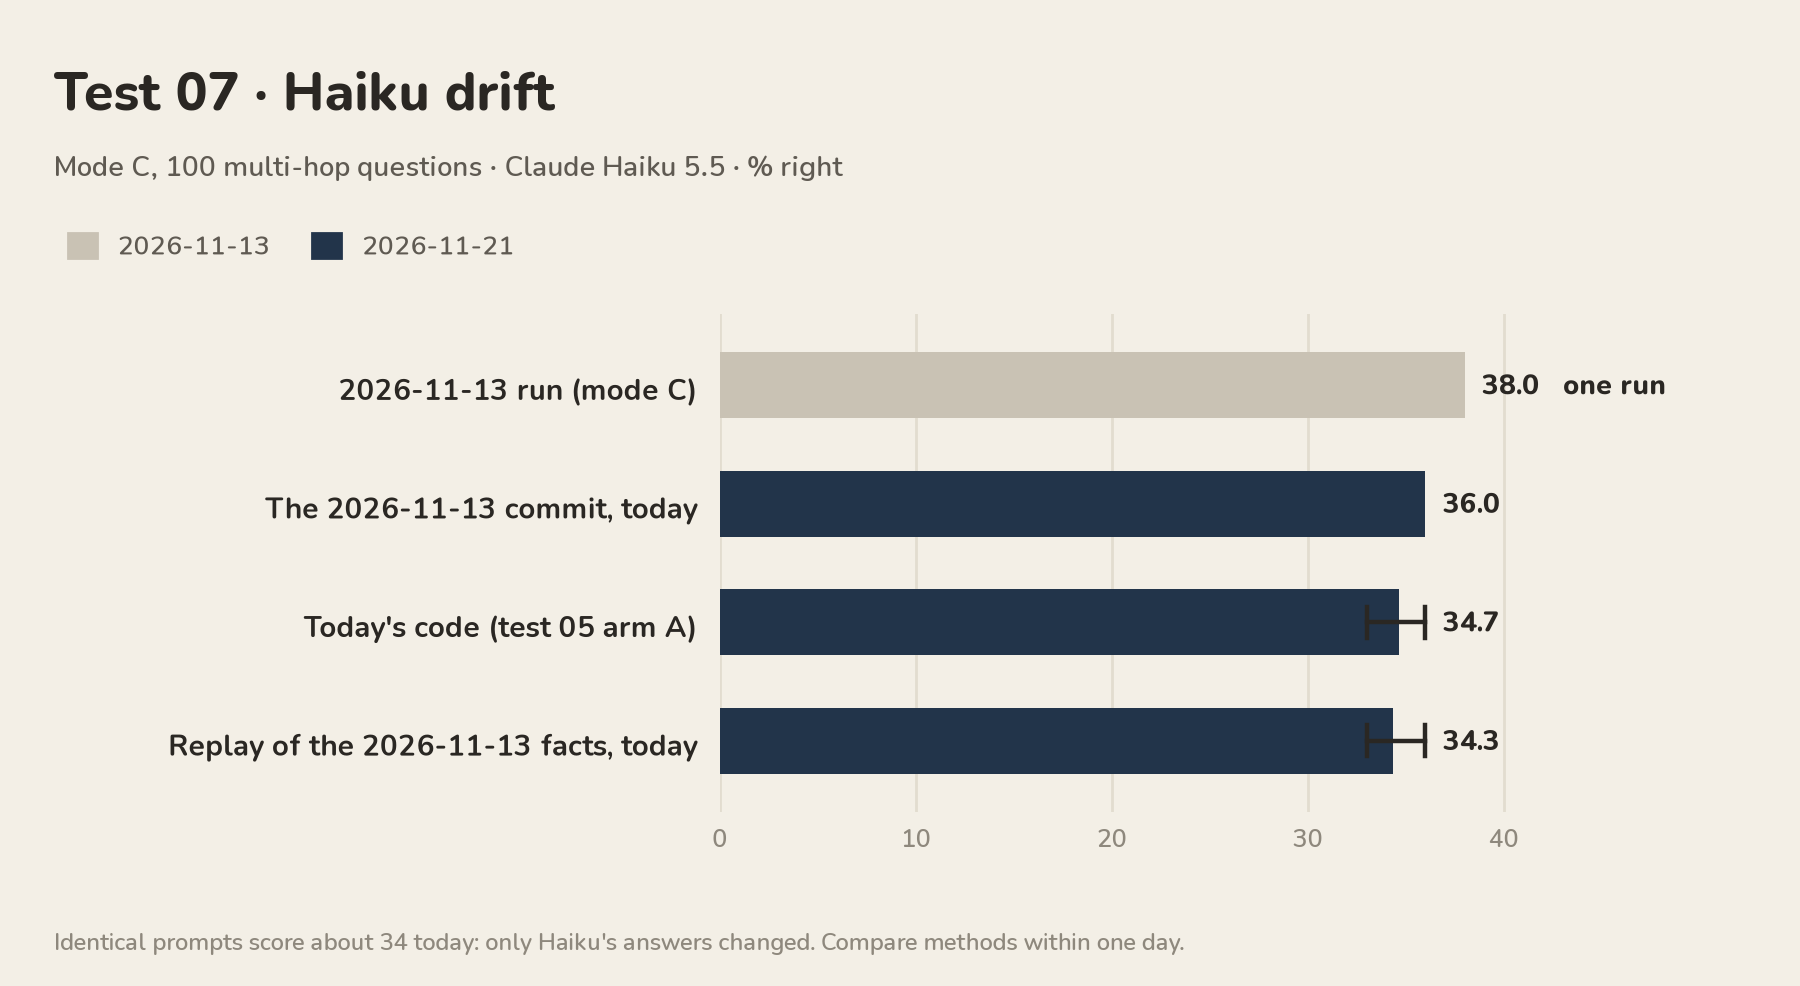 Test 07 · Haiku drift
Mode C, 100 multi-hop questions · Claude Haiku 5.5 · % right
2026-11-13 2026-11-21
2026-11-13 run (mode C) 38.0 one run
The 2026-11-13 commit, today 36.0
Today's code (test 05 arm A) 34.7
Replay of the 2026-11-13 facts, today 34.3
0 10 20 30 40
Identical prompts score about 34 today: only Haiku's answers changed. Compare methods within one day.